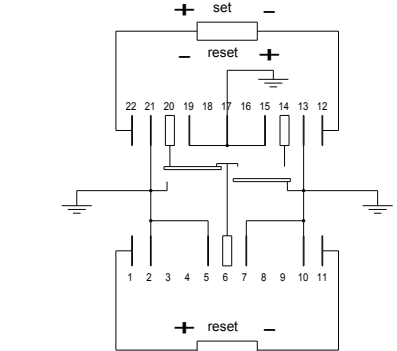 + set -
- reset +
22 21 20 19 18 17 16 15 14 13 12
1 2 3 4 5 6 7 8 9 10 11
+ reset -